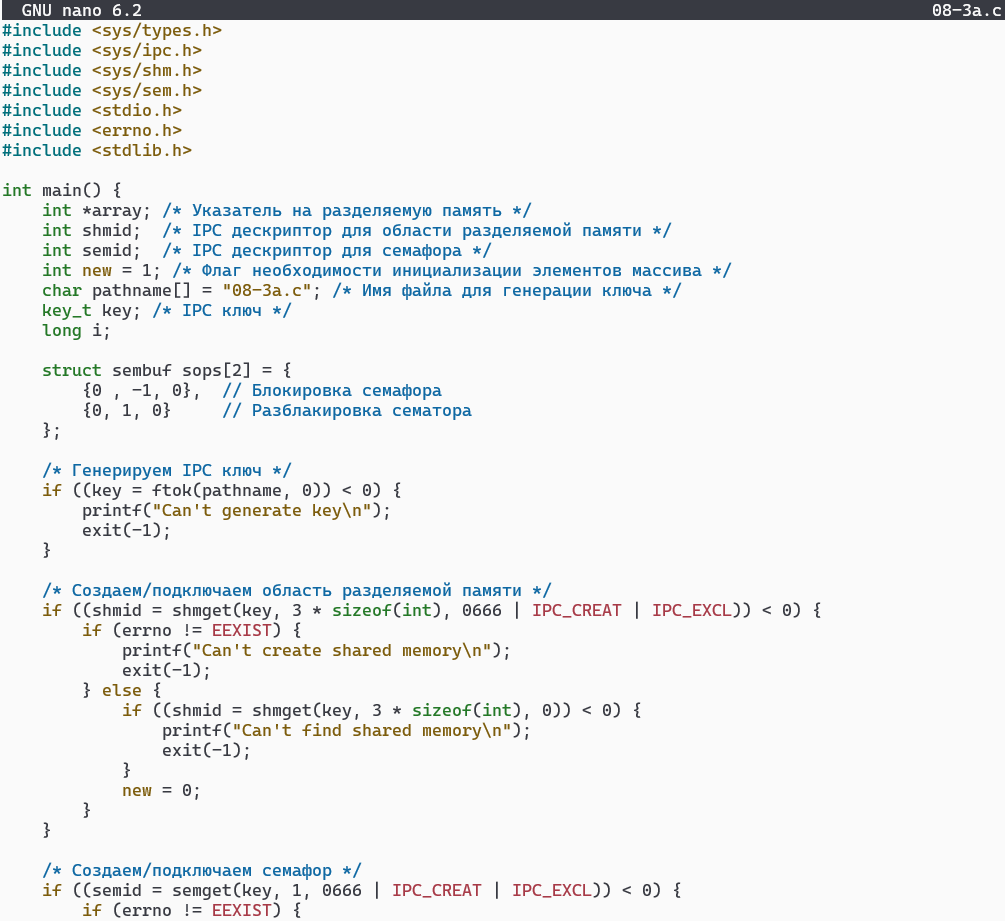 GNU nano 6.2 08-3a.c
#include <sys/types.h>
#include <sys/ipc.h>
#include <sys/shm.h>
#include <sys/sem.h>
#include <stdio.h>
#include <errno.h>
#include <stdlib.h>

int main() {
    int *array; /* Указатель на разделяемую память */
    int shmid;  /* IPC дескриптор для области разделяемой памяти */
    int semid;  /* IPC дескриптор для семафора */
    int new = 1; /* Флаг необходимости инициализации элементов массива */
    char pathname[] = "08-3a.c"; /* Имя файла для генерации ключа */
    key_t key; /* IPC ключ */
    long i;

    struct sembuf sops[2] = {
        {0 , -1, 0},  // Блокировка семафора
        {0, 1, 0}     // Разблакировка сематора
    };

    /* Генерируем IPC ключ */
    if ((key = ftok(pathname, 0)) < 0) {
        printf("Can't generate key\n");
        exit(-1);
    }

    /* Создаем/подключаем область разделяемой памяти */
    if ((shmid = shmget(key, 3 * sizeof(int), 0666 | IPC_CREAT | IPC_EXCL)) < 0) {
        if (errno != EEXIST) {
            printf("Can't create shared memory\n");
            exit(-1);
        } else {
            if ((shmid = shmget(key, 3 * sizeof(int), 0)) < 0) {
                printf("Can't find shared memory\n");
                exit(-1);
            }
            new = 0;
        }
    }

    /* Создаем/подключаем семафор */
    if ((semid = semget(key, 1, 0666 | IPC_CREAT | IPC_EXCL)) < 0) {
        if (errno != EEXIST) {